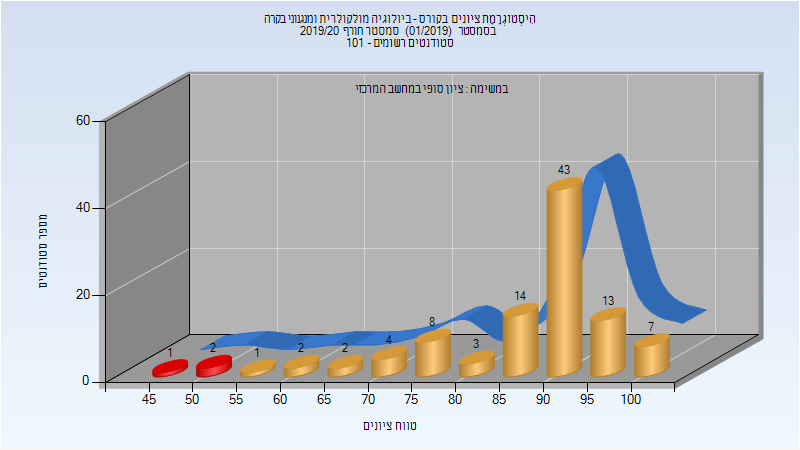 הִיסְטוּגְרַמַת ציונים בקורס - ביולוגיה מולקולרית ומנגנוני בקרה
בסמסטר (01/2019) סמסטר חורף 2019/20
סטודנטים רשומים - 101
במשימה : ציון סופי במחשב המרכזי
מספר סטודנטים
60
40
20
0
1
2
1
2
2
4
8
3
14
43
13
7
45 50 55 60 65 70 75 80 85 90 95 100
טווח ציונים